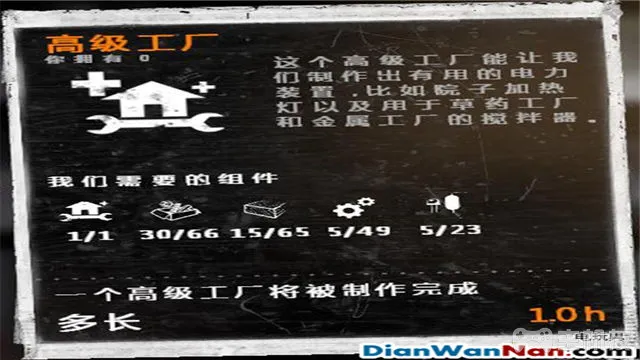 高级工厂
你拥有 0
这个高级工厂能让我
们制作出有用的电力
装置,比如院子加热
灯以及用于草药工厂
和金属工厂的搅拌器.
我们需要的组件
1/1 30/66 15/65 5/49 5/23
一个高级工厂将被制作完成
多长
1.0 h
DianWanNan.com